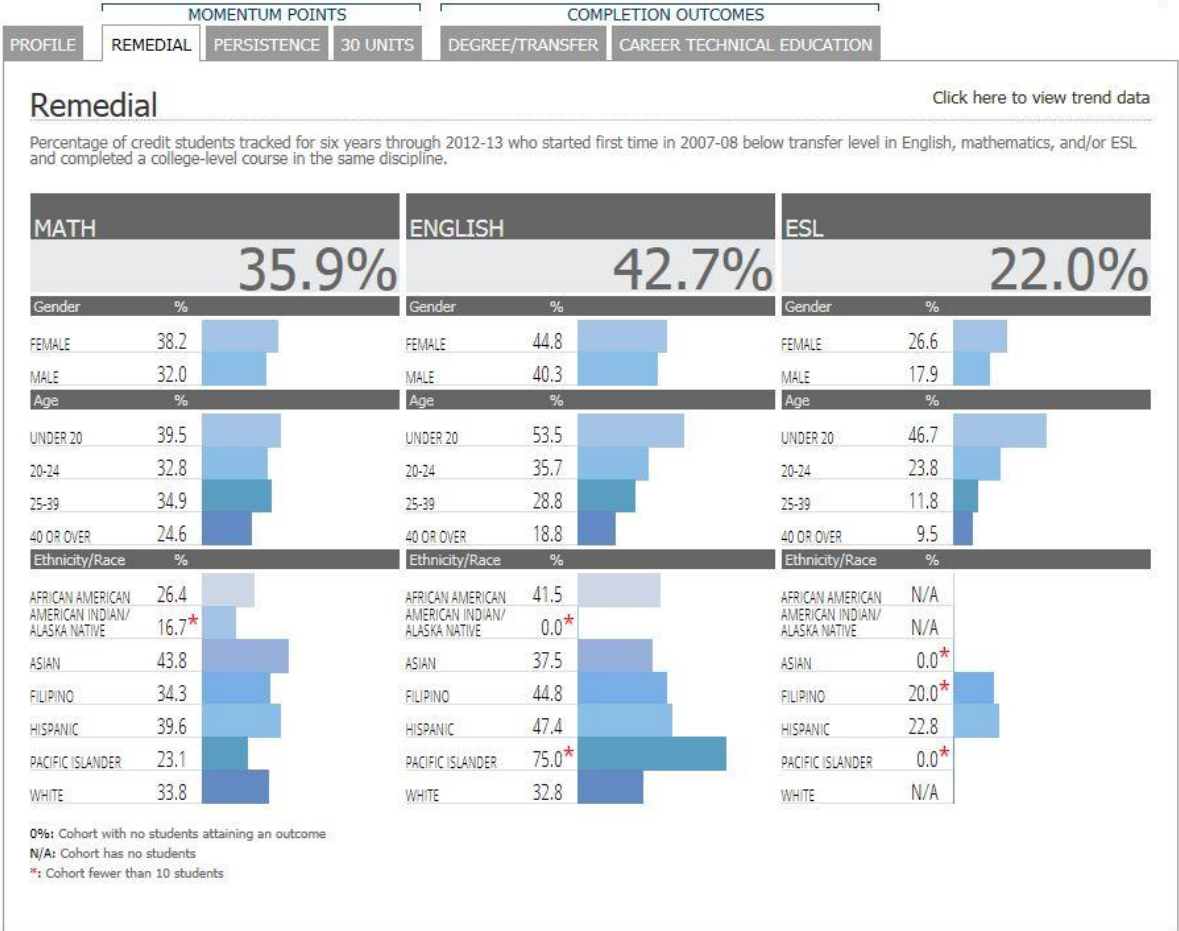 MOMENTUM POINTS COMPLETION OUTCOMES
PROFILE REMEDIAL PERSISTENCE 30 UNITS DEGREE/TRANSFER CAREER TECHNICAL EDUCATION
Remedial Click here to view trend data
Percentage of credit students tracked for six years through 2012-13 who started first time in 2007-08 below transfer level in English, mathematics, and/or ESL
and completed a college-level course in the same discipline.
MATH
35.9%
Gender %
FEMALE 38.2
MALE 32.0
Age %
UNDER 20 39.5
20-24 32.8
25-39 34.9
40 OR OVER 24.6
Ethnicity/Race %
AFRICAN AMERICAN 26.4
AMERICAN INDIAN/
ALASKA NATIVE 16.7*
ASIAN 43.8
FILIPINO 34.3
HISPANIC 39.6
PACIFIC ISLANDER 23.1
WHITE 33.8
ENGLISH
42.7%
Gender %
FEMALE 44.8
MALE 40.3
Age %
UNDER 20 53.5
20-24 35.7
25-39 28.8
40 OR OVER 18.8
Ethnicity/Race %
AFRICAN AMERICAN 41.5
AMERICAN INDIAN/
ALASKA NATIVE 0.0*
ASIAN 37.5
FILIPINO 44.8
HISPANIC 47.4
PACIFIC ISLANDER 75.0*
WHITE 32.8
ESL
22.0%
Gender %
FEMALE 26.6
MALE 17.9
Age %
UNDER 20 46.7
20-24 23.8
25-39 11.8
40 OR OVER 9.5
Ethnicity/Race %
AFRICAN AMERICAN N/A
AMERICAN INDIAN/
ALASKA NATIVE N/A
ASIAN 0.0*
FILIPINO 20.0*
HISPANIC 22.8
PACIFIC ISLANDER 0.0*
WHITE N/A
0%: Cohort with no students attaining an outcome
N/A: Cohort has no students
*: Cohort fewer than 10 students